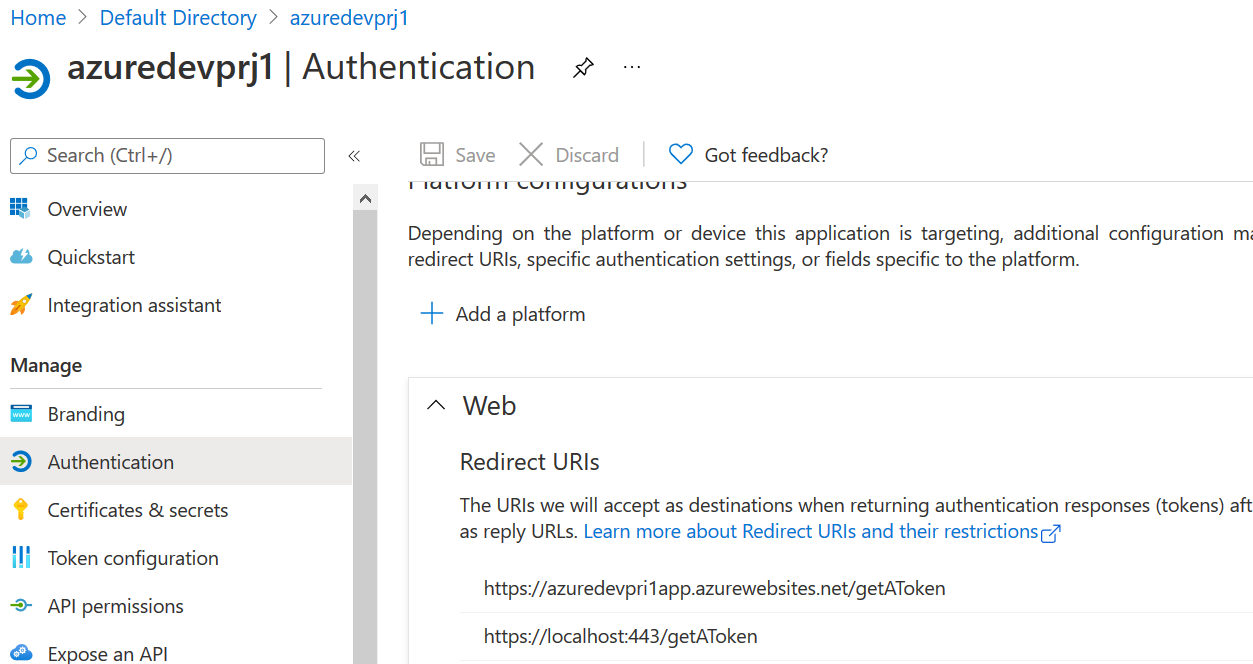 Home > Default Directory > azuredevprj1
azuredevprj1 | Authentication ...
Search (Ctrl+/) «
Save Discard Got feedback?
Platform configurations
Overview
Quickstart
Integration assistant
Manage
Branding
Authentication
Certificates & secrets
Token configuration
API permissions
Expose an API
Depending on the platform or device this application is targeting, additional configuration ma
redirect URIs, specific authentication settings, or fields specific to the platform.
Add a platform
Web
Redirect URIs
The URIs we will accept as destinations when returning authentication responses (tokens) aft
as reply URLs. Learn more about Redirect URIs and their restrictions
https://azuredevpri1app.azurewebsites.net/getAToken
https://localhost:443/getAToken